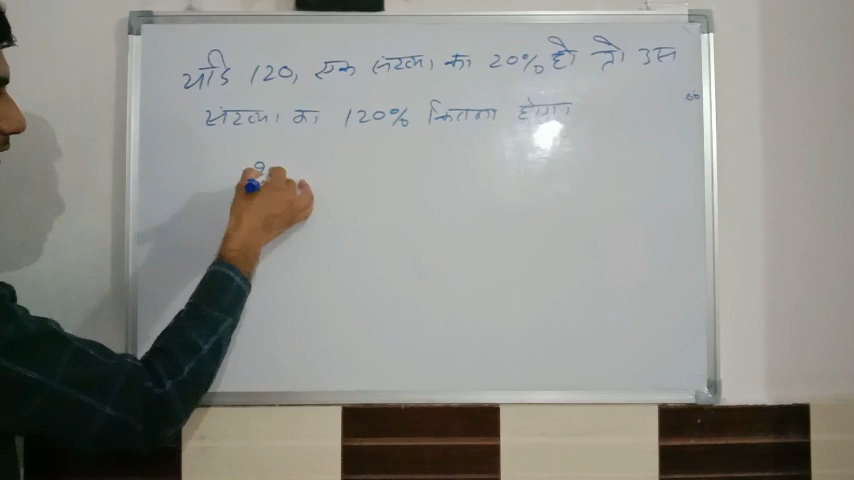 यदि 120, एक संख्या का 20% हो तो उस
संख्या का 120% कितना होगा